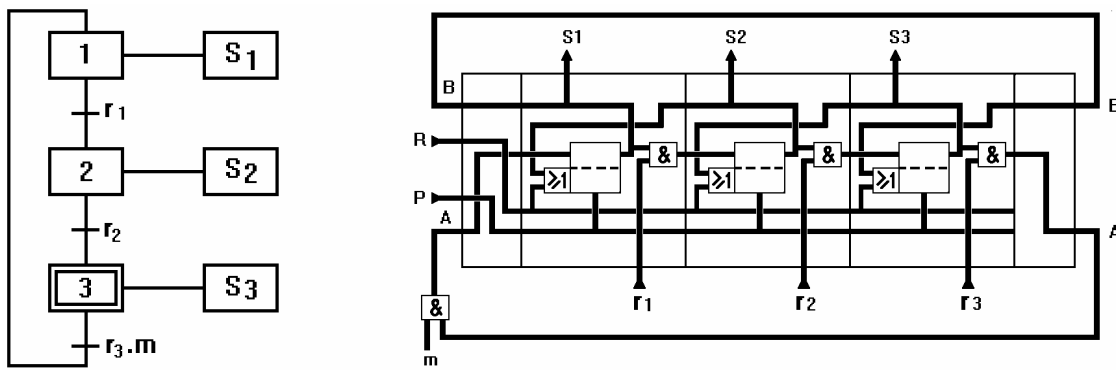 1 S1
r1
2 S2
r2
3 S3
r3.m
S1 S2 S3
B
R
P
A
& & &
≥1 ≥1 ≥1
r1 r2 r3
A
&
m